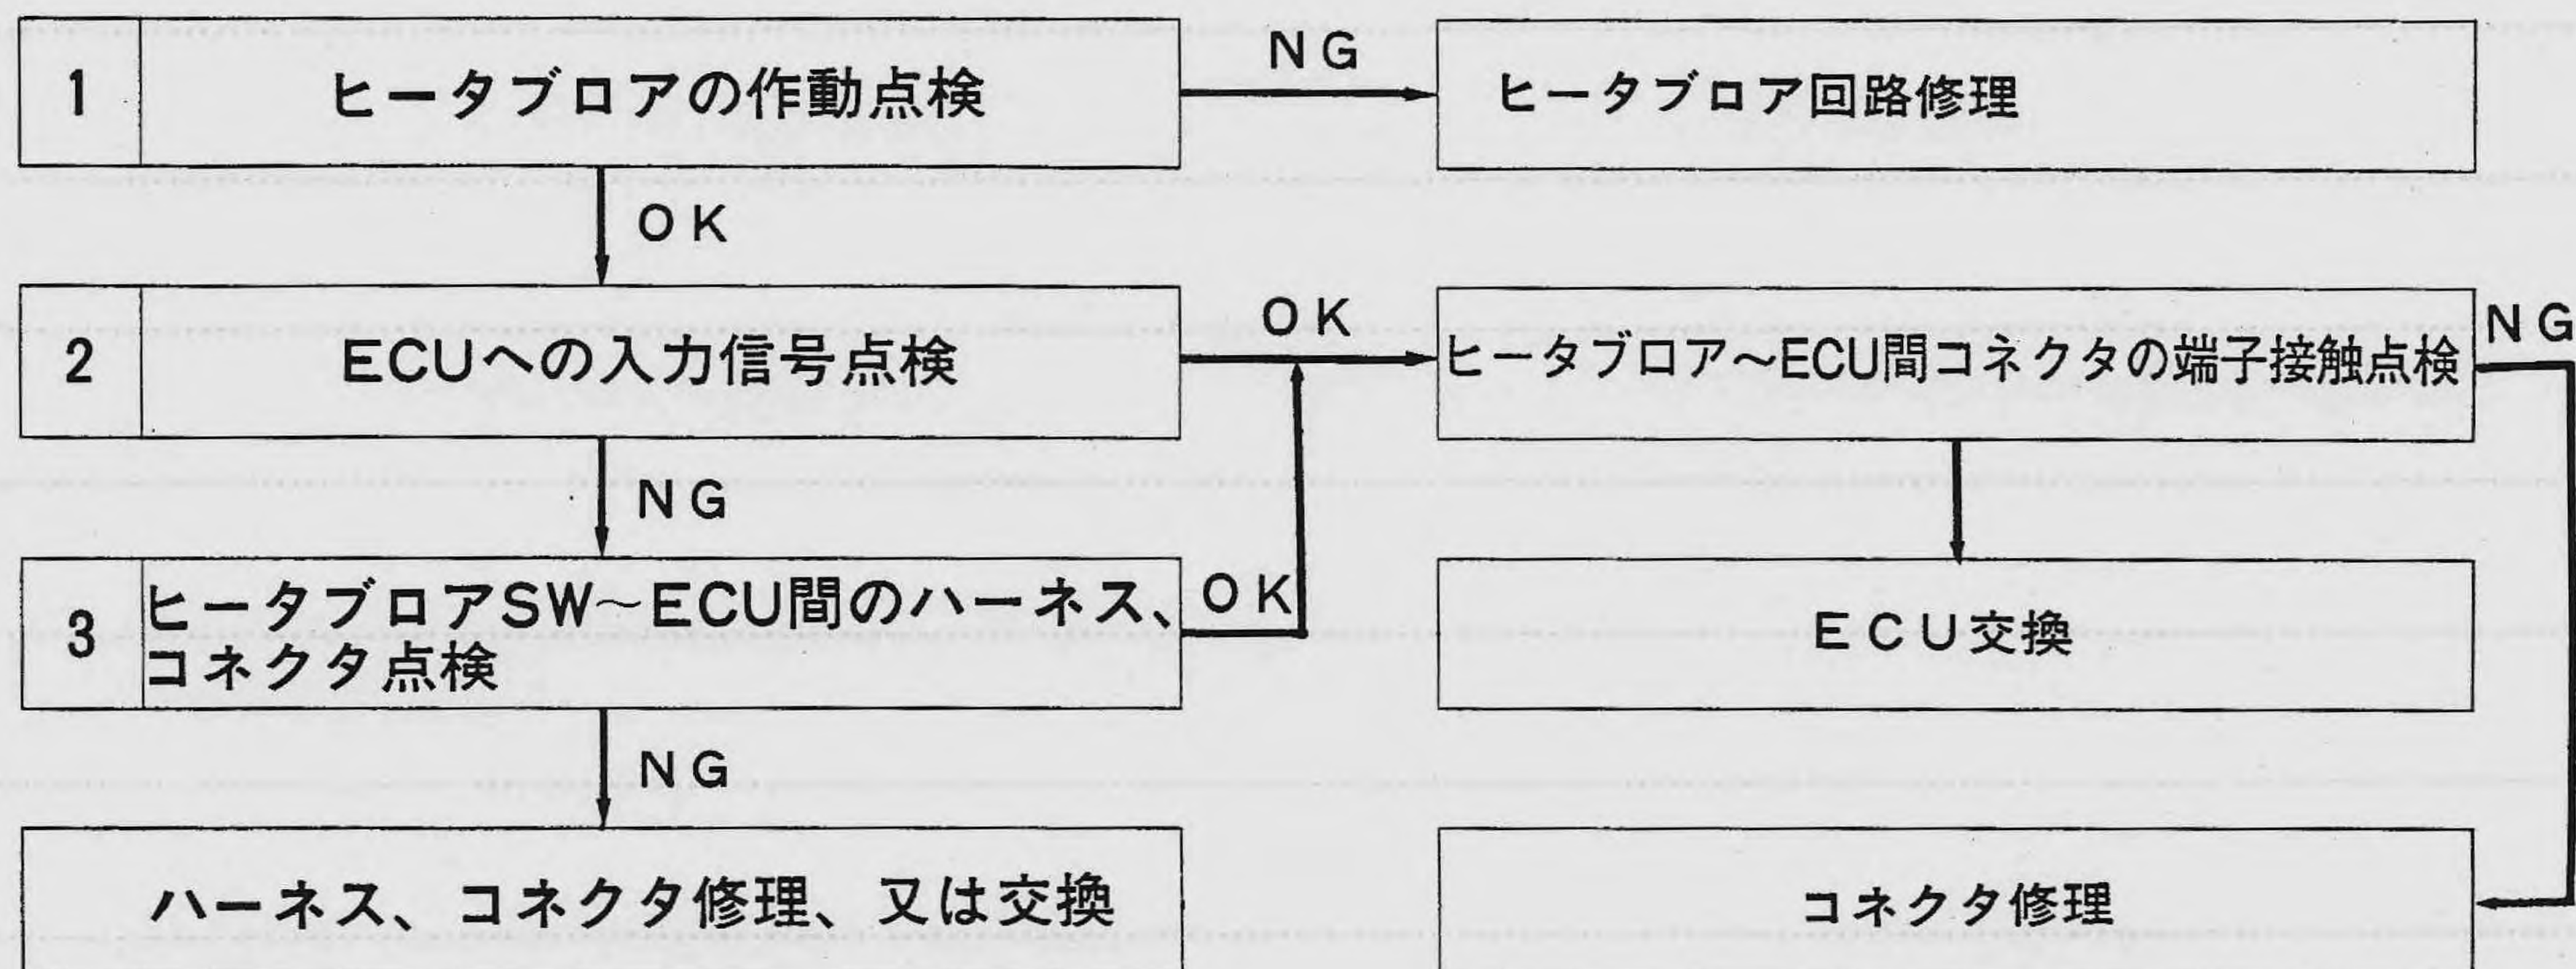 1 ヒータブロアの作動点検
NG
ヒータブロア回路修理
OK
2 ECUへの入力信号点検
OK
ヒータブロア～ECU間コネクタの端子接触点検
NG
NG
3 ヒータブロアSW～ECU間のハーネス、
コネクタ点検
OK
ECU交換
NG
ハーネス、コネクタ修理、又は交換
コネクタ修理